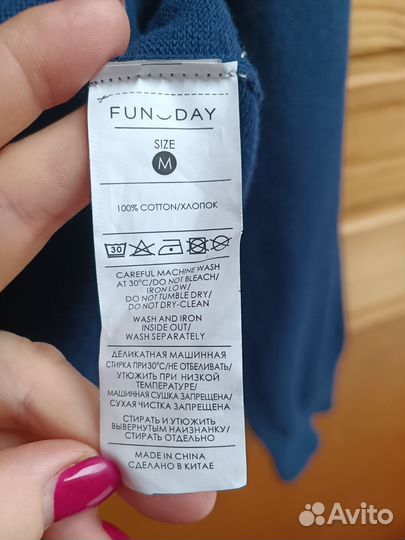 FUN DAY
SIZE
M
100% COTTON/ХЛОПОК
30
CAREFUL MACHINE WASH
AT 30°C/DO NOT BLEACH/
IRON LOW/
DO NOT TUMBLE DRY/
DO NOT DRY-CLEAN
WASH AND IRON
INSIDE OUT/
WASH SEPARATELY
ДЕЛИКАТНАЯ МАШИННАЯ
СТИРКА ПРИ 30°C/НЕ ОТБЕЛИВАТЬ/
УТЮЖИТЬ ПРИ НИЗКОЙ
ТЕМПЕРАТУРЕ/
МАШИННАЯ СУШКА ЗАПРЕЩЕНА/
СУХАЯ ЧИСТКА ЗАПРЕЩЕНА
СТИРАТЬ И УТЮЖИТЬ
ВЫВЕРНУТЫМ НАИЗНАНКУ/
СТИРАТЬ ОТДЕЛЬНО
MADE IN CHINA
СДЕЛАНО В КИТАЕ
Avito